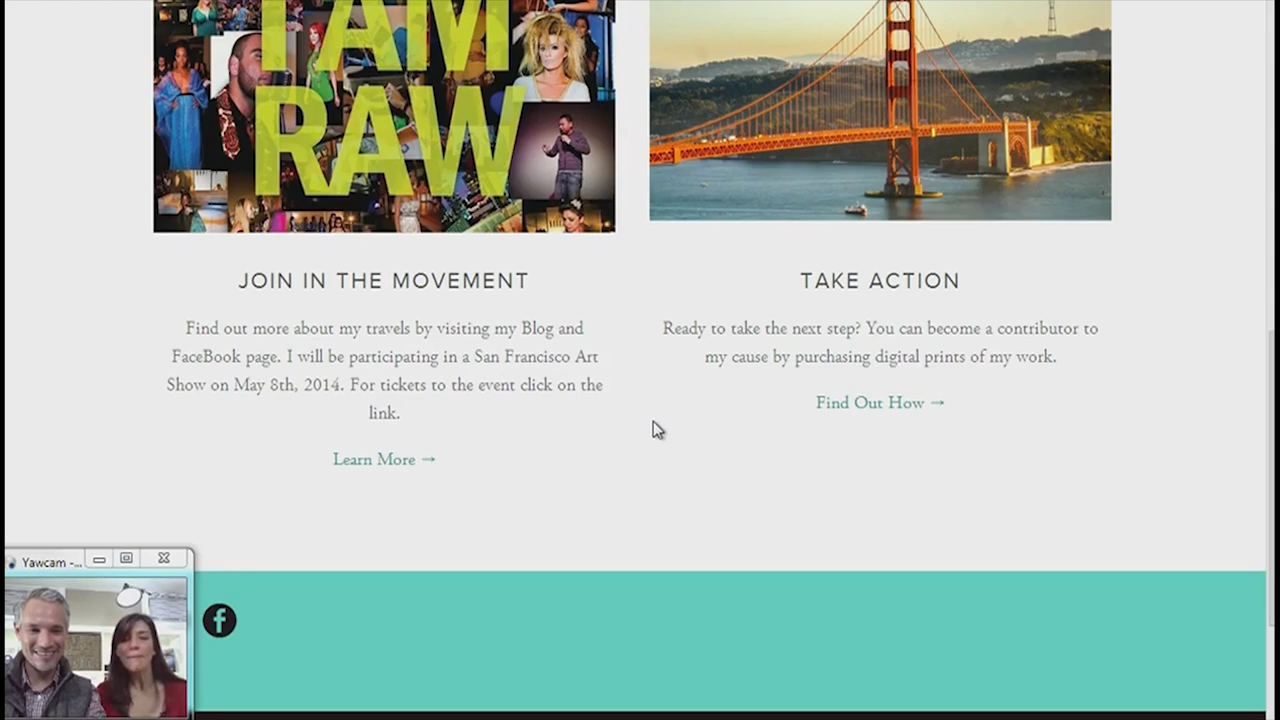 I AM
RAW
JOIN IN THE MOVEMENT
Find out more about my travels by visiting my Blog and
FaceBook page. I will be participating in a San Francisco Art
Show on May 8th, 2014. For tickets to the event click on the
link.
Learn More →
TAKE ACTION
Ready to take the next step? You can become a contributor to
my cause by purchasing digital prints of my work.
Find Out How →
Yawcam -...
f